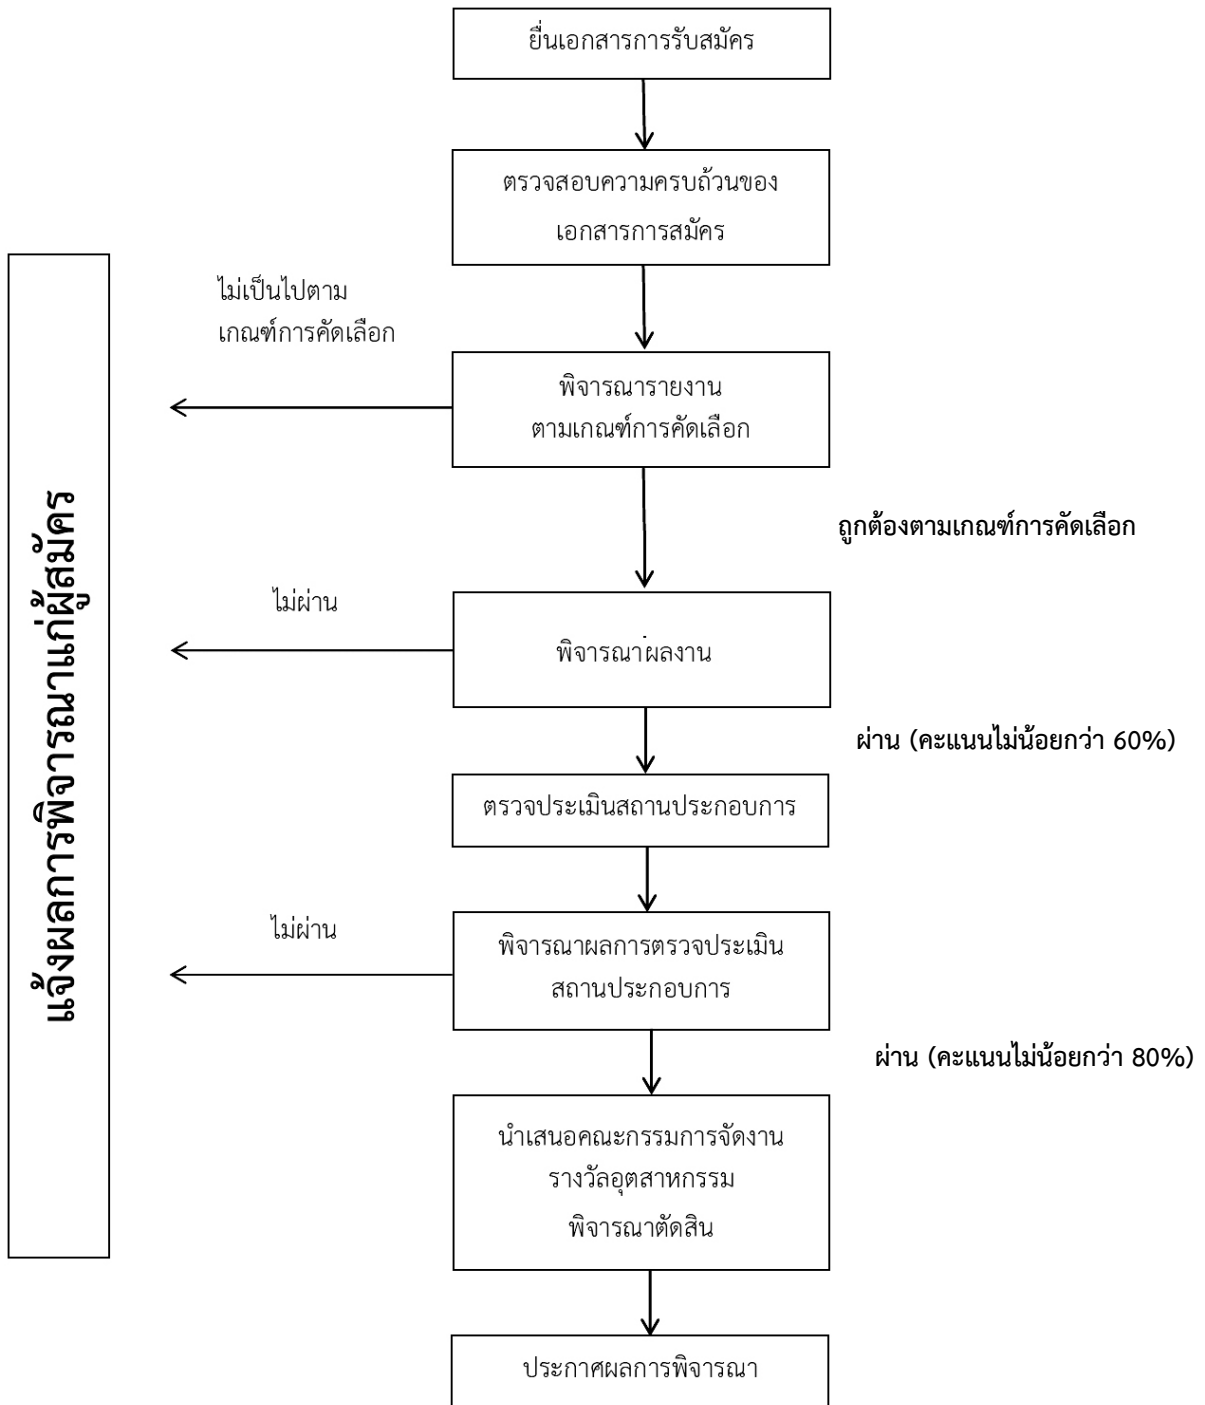 ยื่นเอกสารการรับสมัคร
ตรวจสอบความครบถ้วนของ
เอกสารการสมัคร
ไม่เป็นไปตาม
เกณฑ์การคัดเลือก
พิจารณารายงาน
ตามเกณฑ์การคัดเลือก
ถูกต้องตามเกณฑ์การคัดเลือก
แจ้งผลการพิจารณาแก่ผู้สมัคร
ไม่ผ่าน
พิจารณาผลงาน
ผ่าน (คะแนนไม่น้อยกว่า 60%)
ตรวจประเมินสถานประกอบการ
ไม่ผ่าน
พิจารณาผลการตรวจประเมิน
สถานประกอบการ
ผ่าน (คะแนนไม่น้อยกว่า 80%)
นำเสนอคณะกรรมการจัดงาน
รางวัลอุตสาหกรรม
พิจารณาตัดสิน
ประกาศผลการพิจารณา